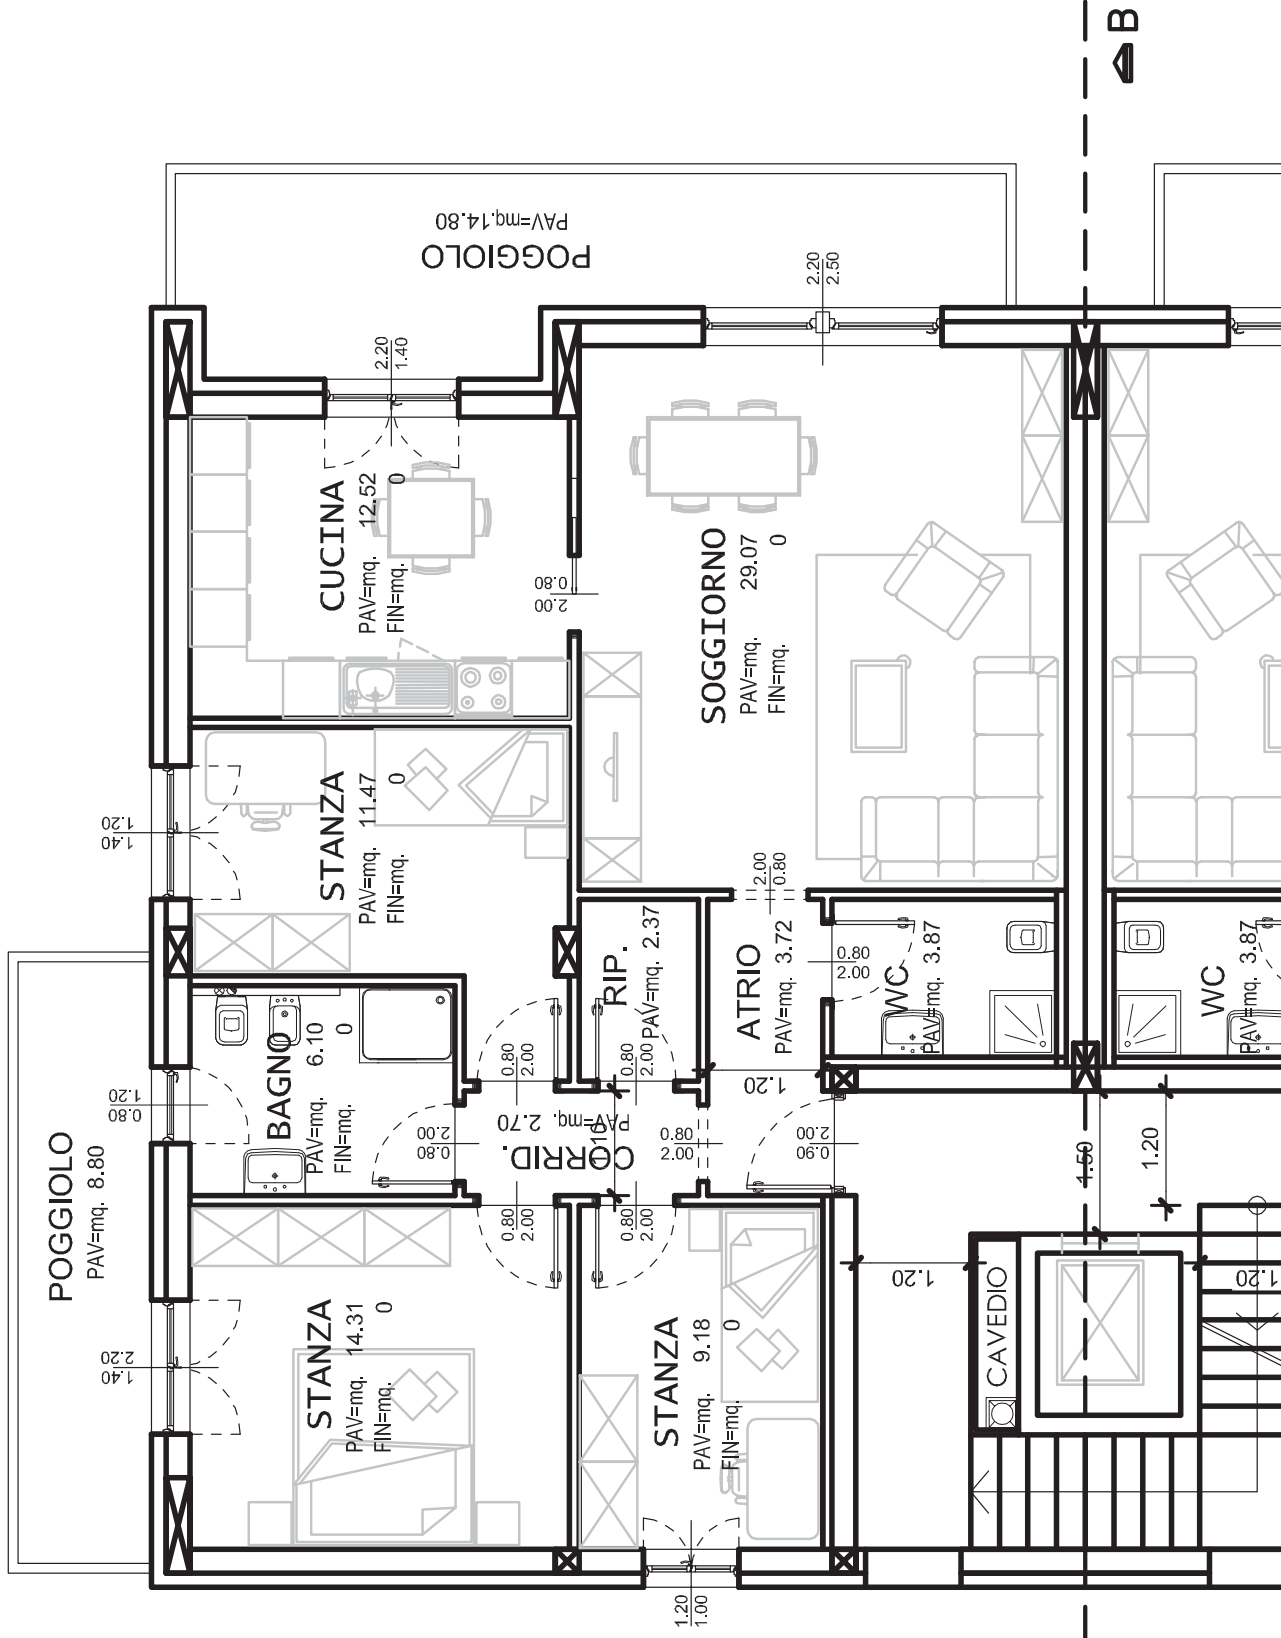 B
POGGIOLO
PAV=mq.14.80
2.20
2.50
2.20
1.40
CUCINA
PAV=mq. 12.52
FIN=mq. 0
0.80
2.00
SOGGIORNO
PAV=mq. 29.07
FIN=mq. 0
STANZA
PAV=mq. 11.47
FIN=mq. 0
1.20
1.40
2.00
0.80
RIP.
PAV=mq. 2.37
ATRIO
PAV=mq. 3.72
0.80
2.00
WC
PAV=mq. 3.87
WC
PAV=mq. 3.87
BAGNO
PAV=mq. 6.10
FIN=mq. 0
1.20
0.80
0.80
2.00
0.80
2.00
1.20
POGGIOLO
PAV=mq. 8.80
2.00
0.80
CORRID.
PAV=mq. 2.70
0.80
2.00
2.00
0.90
1.50
1.20
0.80
2.00
0.80
2.00
1.20
1.20
CAVEDIO
2.20
1.40
STANZA
PAV=mq. 14.31
FIN=mq. 0
STANZA
PAV=mq. 9.18
FIN=mq. 0
1.20
1.00